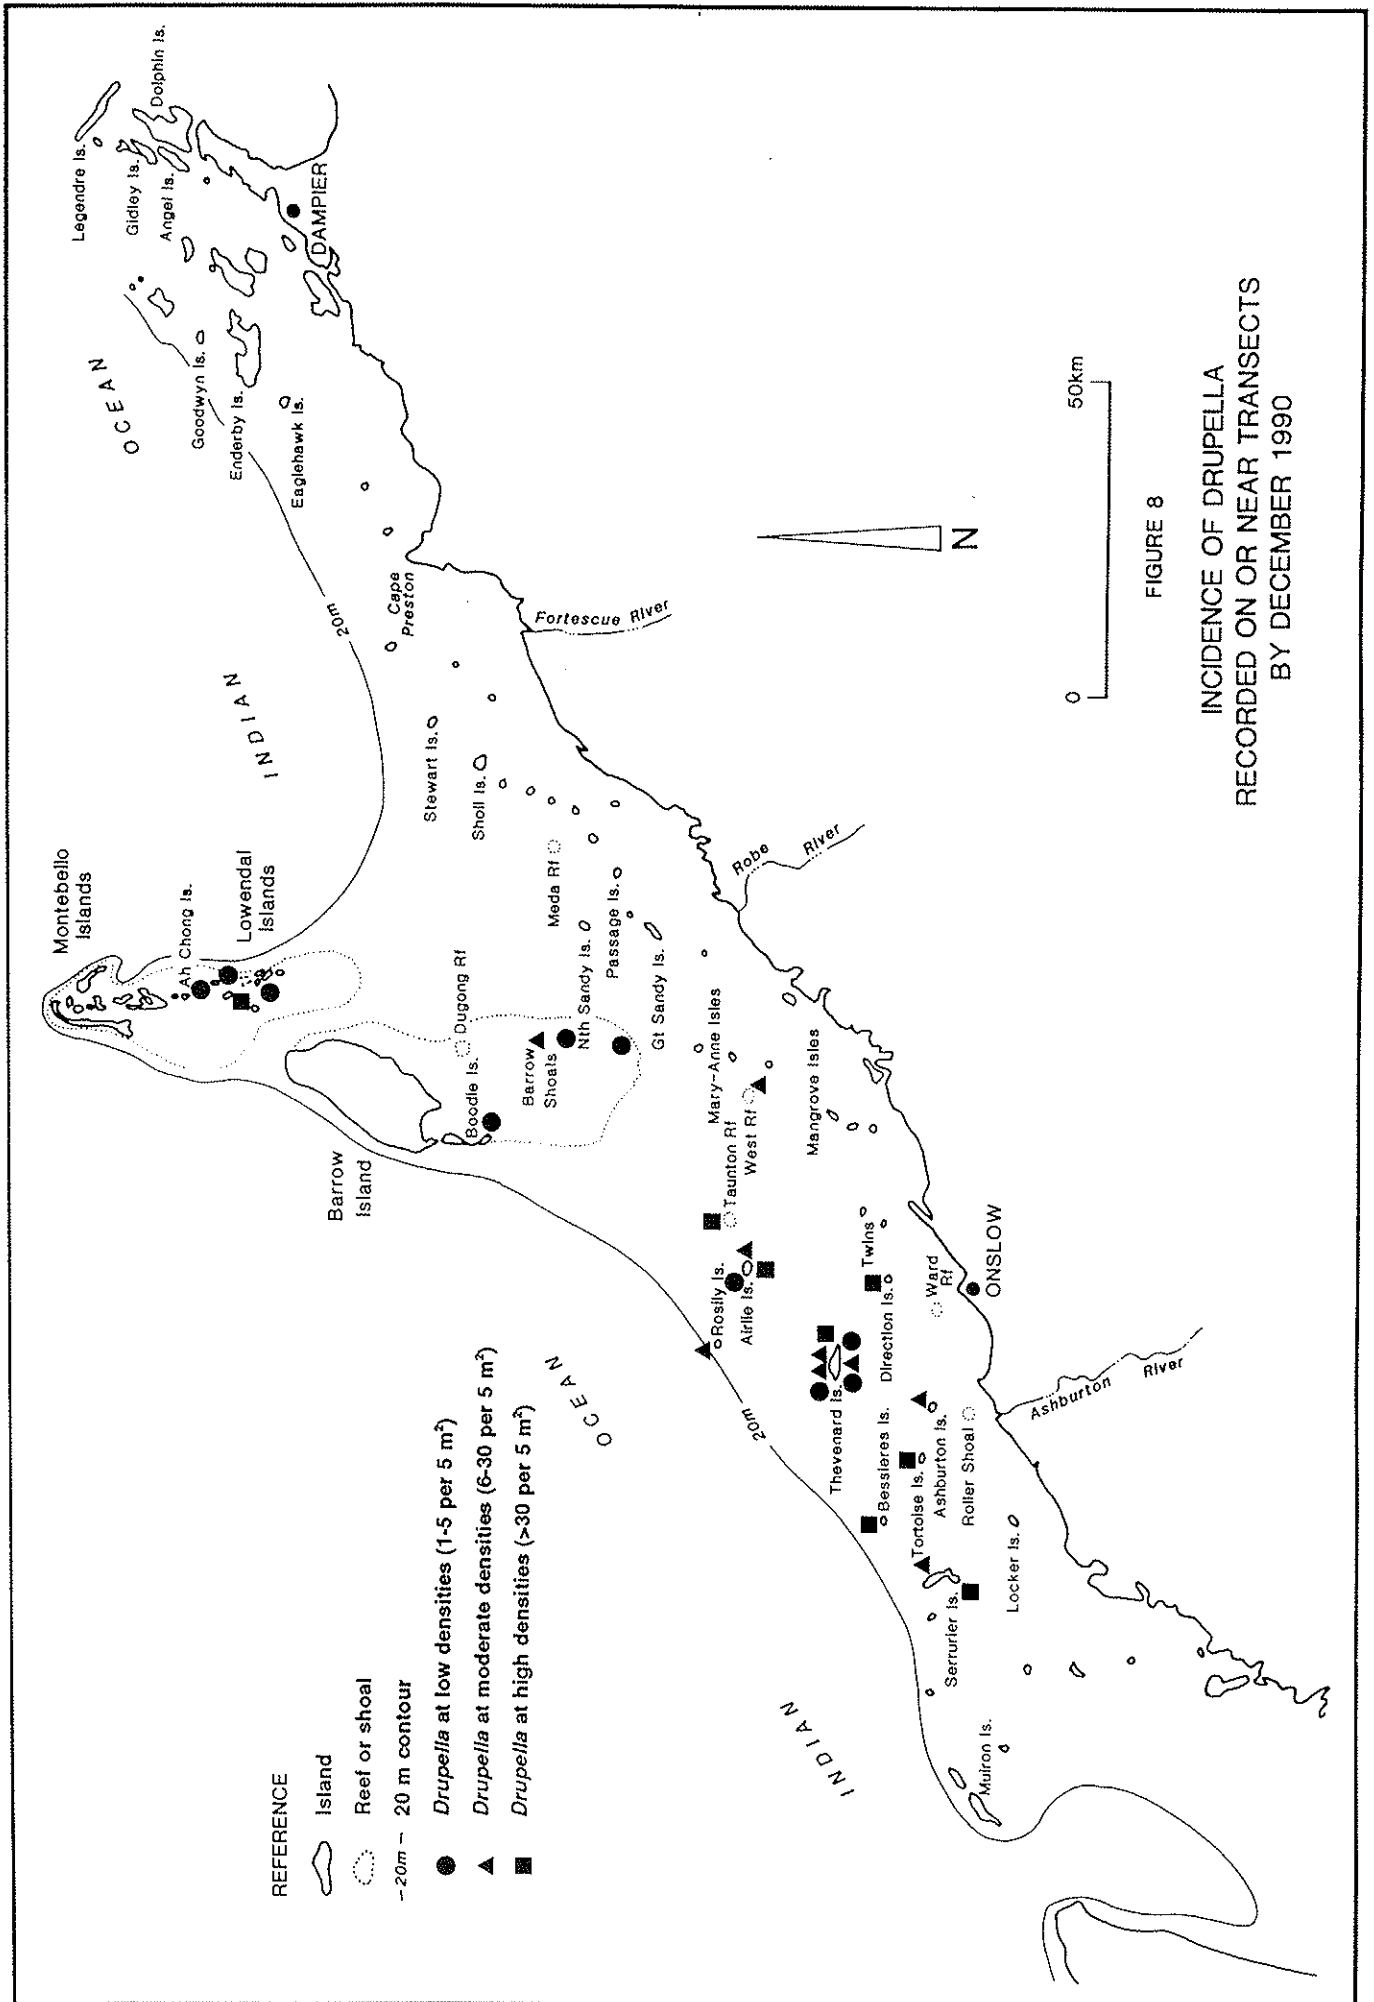 Legendre Is.
Gidley Is.
Angel Is.
Dolphin Is.
DAMPIER
Goodwyn Is.
Enderby Is.
Eaglehawk Is.
OCEAN
INDIAN
20m
Cape
Preston
Fortescue River
Stewart Is.
Sholl Is.
Meda Rf
Passage Is.
Nth Sandy Is.
Gt Sandy Is.
Robe
River
Montebello
Islands
Ah Chong Is.
Lowendal
Islands
Barrow
Island
Dugong Rf
Boodie Is.
Barrow
Shoals
Mary-Anne Isles
Taunton Rf
West Rf
Mangrove Isles
Rosily Is.
Airlie Is.
Twins
Direction Is.
Ward
Rf
ONSLOW
Thevenard Is.
Bessieres Is.
Tortoise Is.
Ashburton Is.
Roller Shoal
Ashburton
River
Locker Is.
Serrurier Is.
Muiron Is.
20m
INDIAN
OCEAN
REFERENCE
Island
Reef or shoal
-20m- 20 m contour
Drupella at low densities (1-5 per 5 m²)
Drupella at moderate densities (6-30 per 5 m²)
Drupella at high densities (>30 per 5 m²)
0 50km
N
FIGURE 8
INCIDENCE OF DRUPELLA
RECORDED ON OR NEAR TRANSECTS
BY DECEMBER 1990